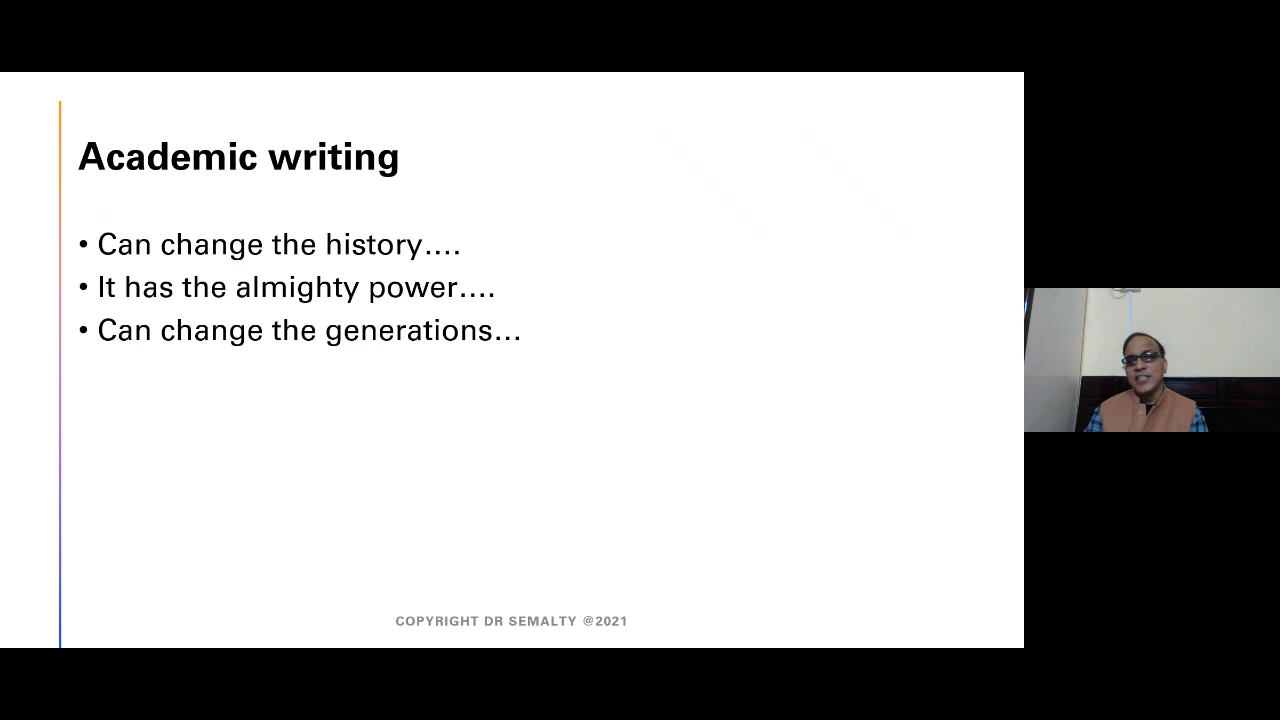 Academic writing
• Can change the history….
• It has the almighty power….
• Can change the generations…
COPYRIGHT DR SEMALTY @2021